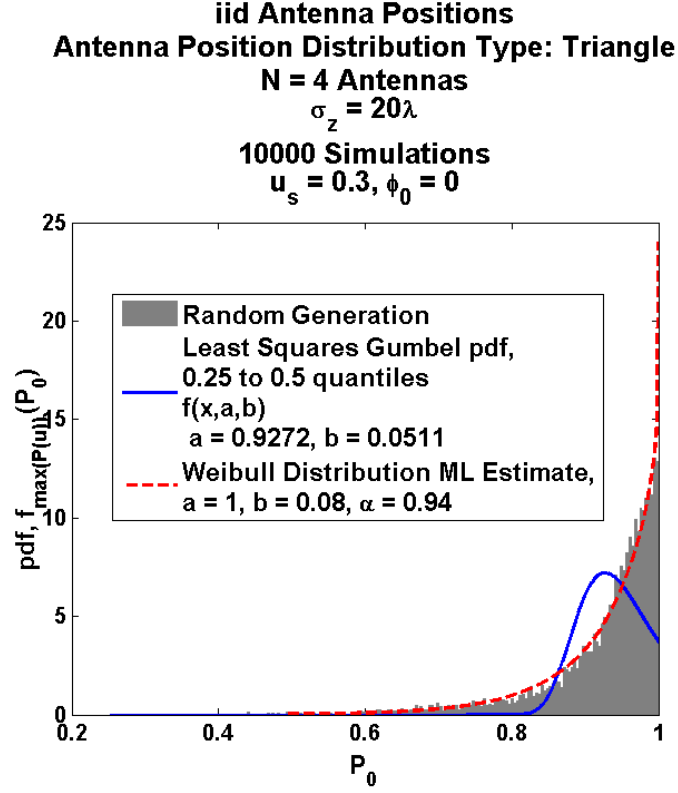 iid Antenna Positions
Antenna Position Distribution Type: Triangle
N = 4 Antennas
σz = 20λ
10000 Simulations
us = 0.3, ϕ0 = 0
25
20
15
10
5
0
pdf, fmax(P(u))(P0)
Random Generation
Least Squares Gumbel pdf,
0.25 to 0.5 quantiles
f(x,a,b)
a = 0.9272, b = 0.0511
Weibull Distribution ML Estimate,
a = 1, b = 0.08, α = 0.94
0.2 0.4 0.6 0.8 1
P0